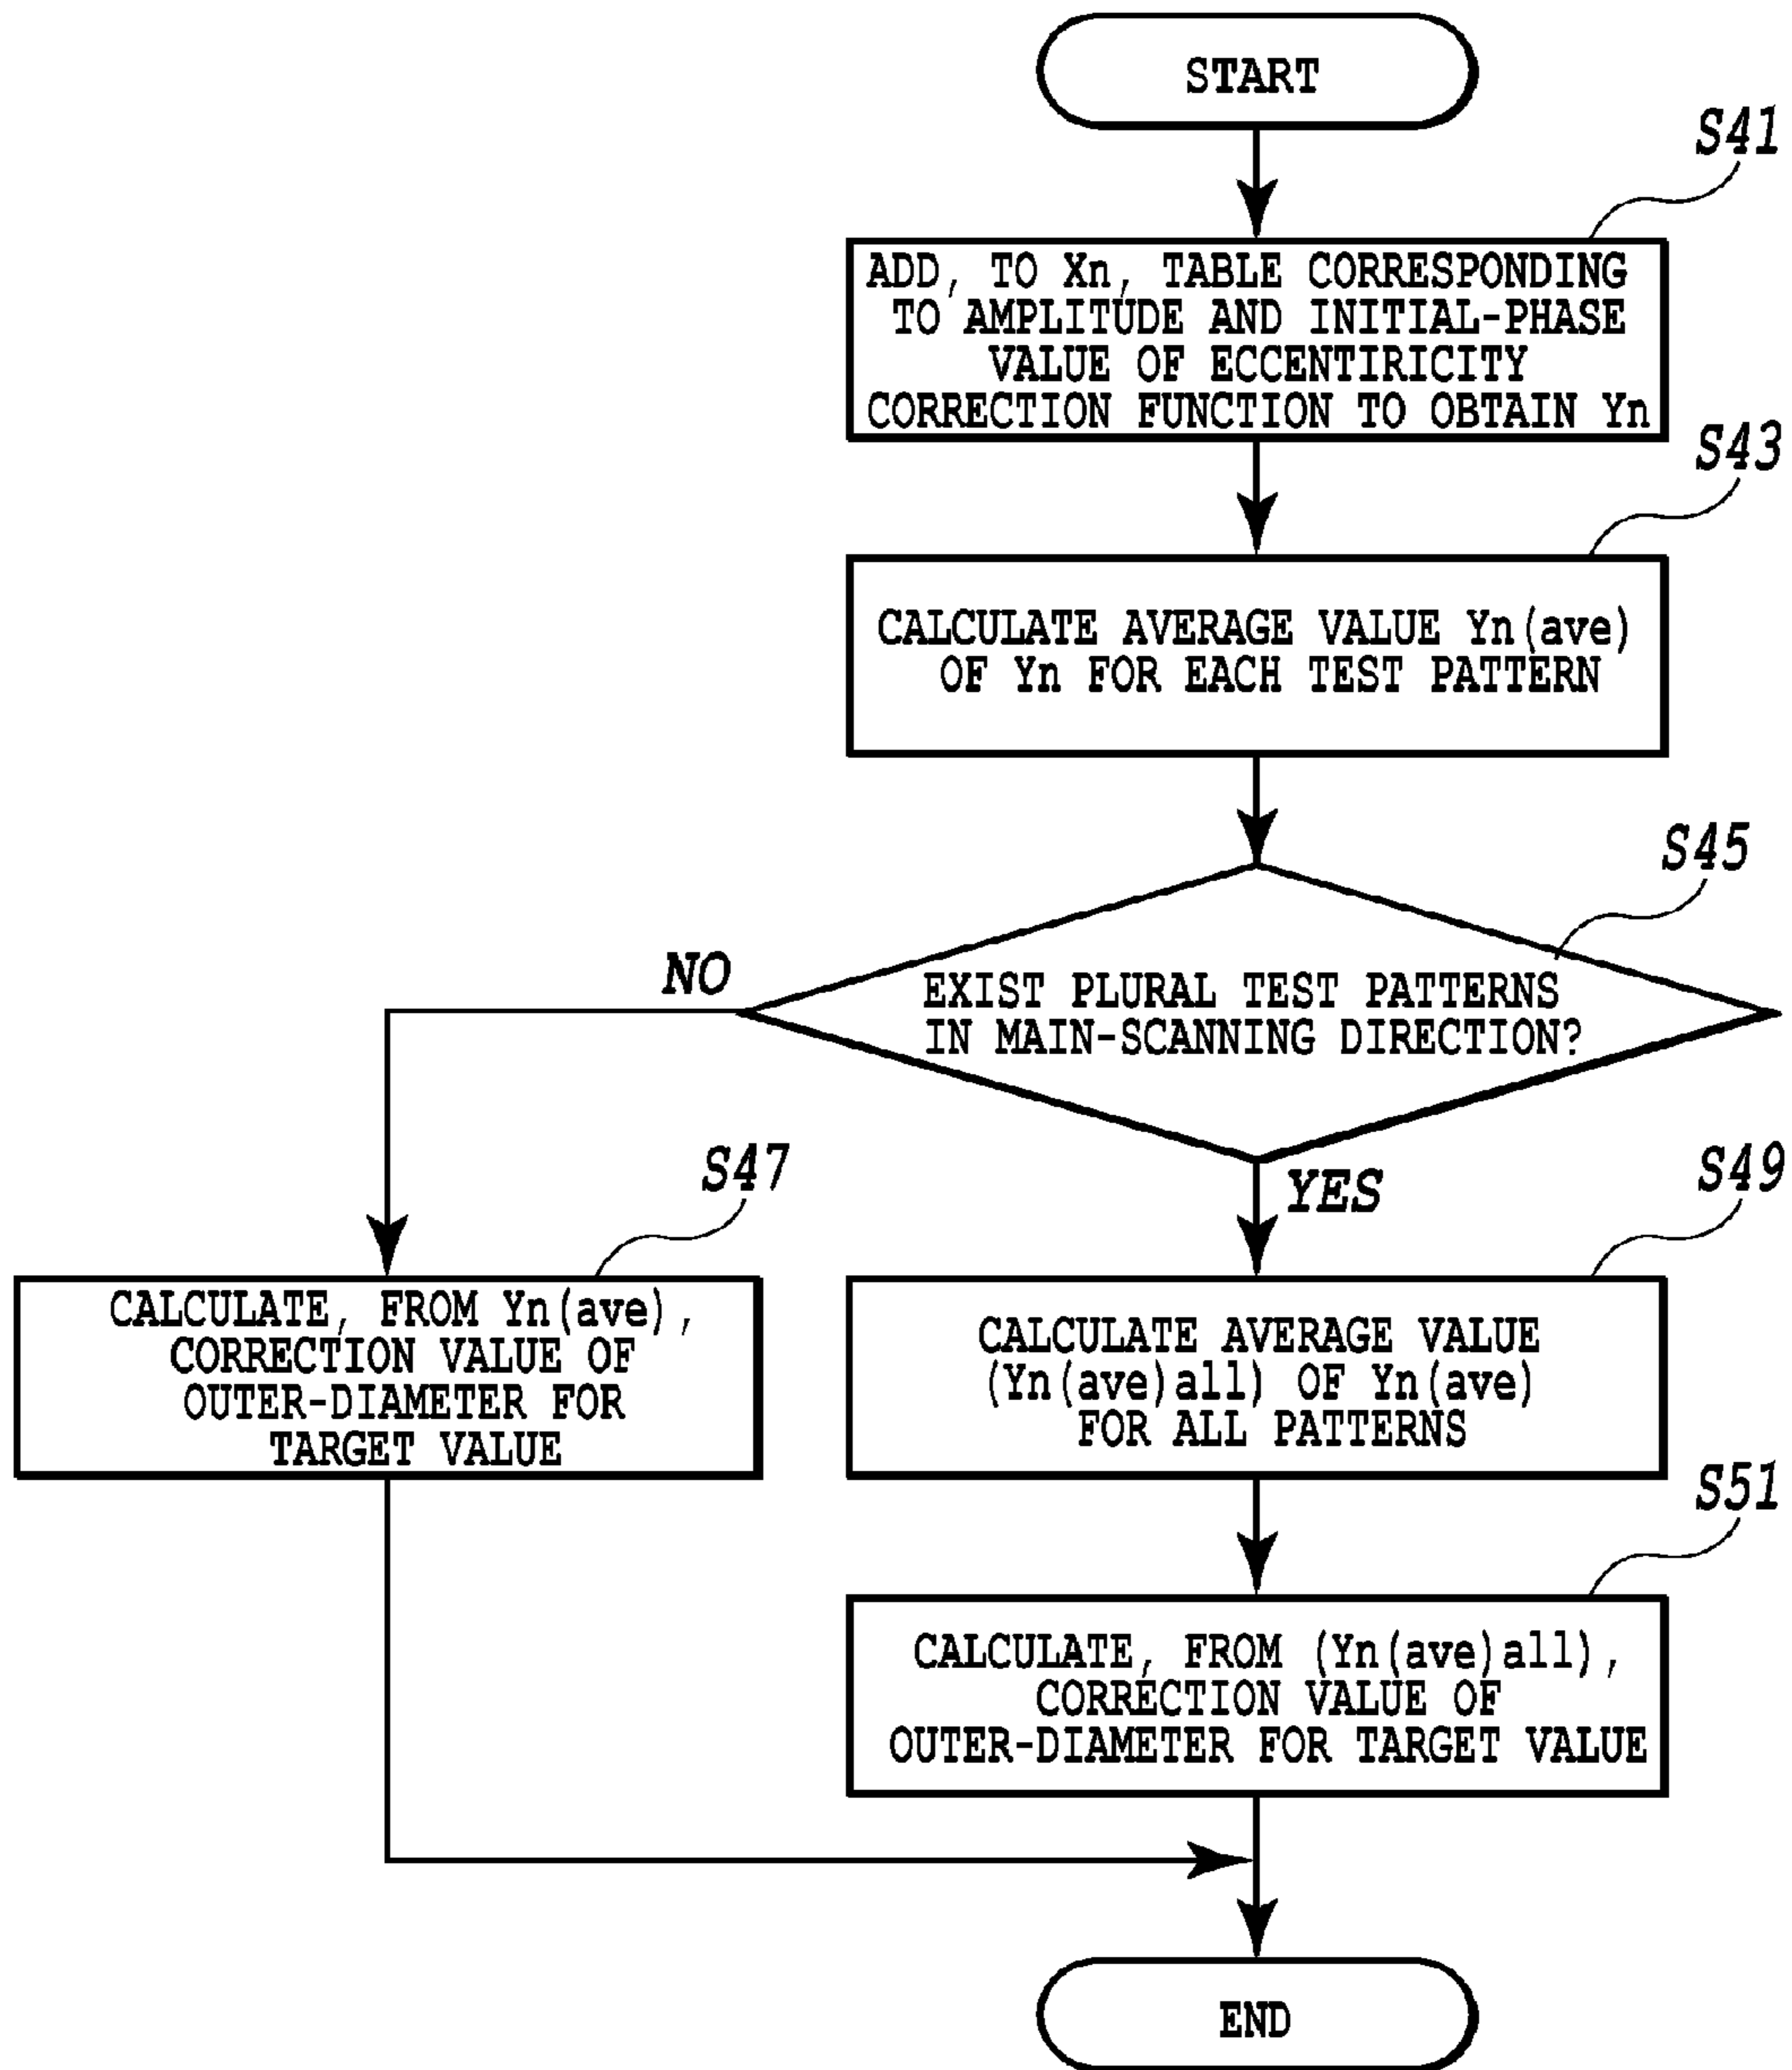 START
S41
ADD, TO Xn, TABLE CORRESPONDING
TO AMPLITUDE AND INITIAL-PHASE
VALUE OF ECCENTIRICITY
CORRECTION FUNCTION TO OBTAIN Yn
S43
CALCULATE AVERAGE VALUE Yn(ave)
OF Yn FOR EACH TEST PATTERN
S45
EXIST PLURAL TEST PATTERNS
IN MAIN-SCANNING DIRECTION?
NO
YES
S47
CALCULATE, FROM Yn(ave),
CORRECTION VALUE OF
OUTER-DIAMETER FOR
TARGET VALUE
S49
CALCULATE AVERAGE VALUE
(Yn(ave)all) OF Yn(ave)
FOR ALL PATTERNS
S51
CALCULATE, FROM (Yn(ave)all),
CORRECTION VALUE OF
OUTER-DIAMETER FOR TARGET VALUE
END